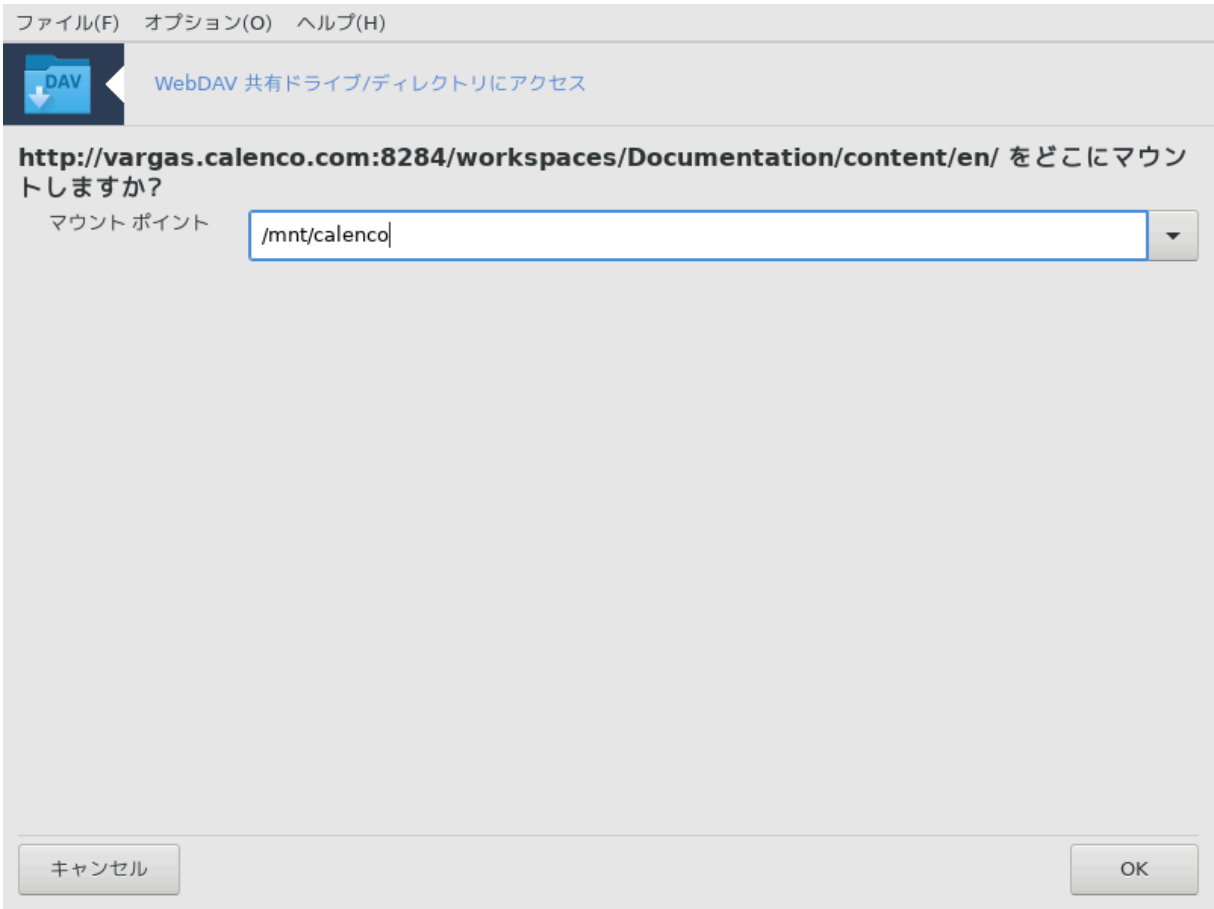 ファイル(F) オプション(O) ヘルプ(H)
DAV
WebDAV 共有ドライブ/ディレクトリにアクセス
http://vargas.calenco.com:8284/workspaces/Documentation/content/en/ をどこにマウン
トしますか？
マウント ポイント
/mnt/calenco
キャンセル
OK